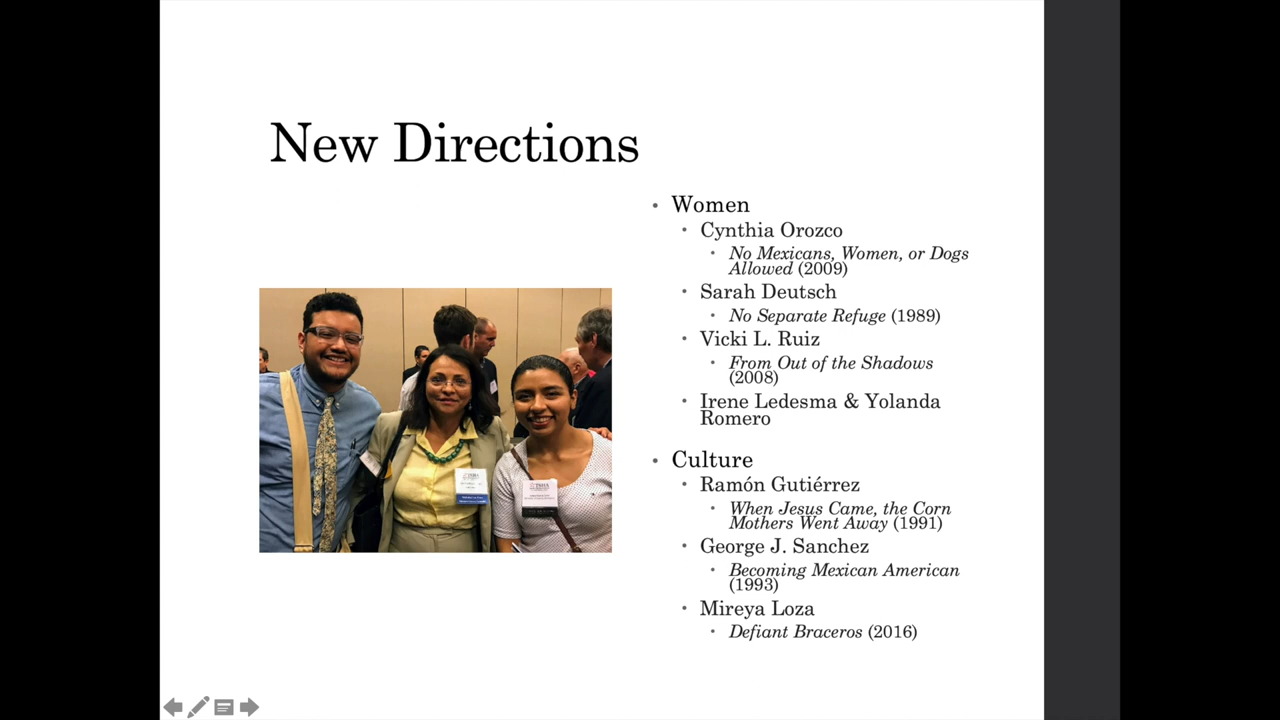 New Directions
• Women
• Cynthia Orozco
• No Mexicans, Women, or Dogs
Allowed (2009)
• Sarah Deutsch
• No Separate Refuge (1989)
• Vicki L. Ruiz
• From Out of the Shadows
(2008)
• Irene Ledesma & Yolanda
Romero
• Culture
• Ramón Gutiérrez
• When Jesus Came, the Corn
Mothers Went Away (1991)
• George J. Sanchez
• Becoming Mexican American
(1993)
• Mireya Loza
• Defiant Braceros (2016)